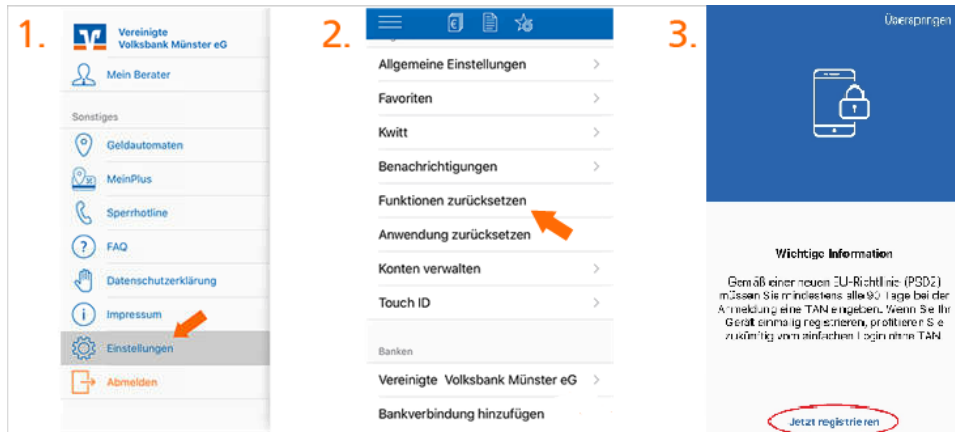 1.
Vereinigte
Volksbank Münster eG
Mein Berater
Sonstiges
Geldautomaten
MeinPlus
Sperrhotline
FAQ
Datenschutzerklärung
Impressum
Einstellungen
Abmelden
2.
Allgemeine Einstellungen
Favoriten
Kwitt
Benachrichtigungen
Funktionen zurücksetzen
Anwendung zurücksetzen
Konten verwalten
Touch ID
Banken
Vereinigte Volksbank Münster eG
Bankverbindung hinzufügen
3.
Überspringen
Wichtige Information
Gemäß einer neuen EU-Richtlinie (PSD2)
müssen Sie mindestens alle 90 Tage bei der
Anmeldung eine TAN eingeben. Wenn Sie Ihr
Gerät einmalig registrieren, profitieren Sie
zukünftig vom einfachen Login ohne TAN
Jetzt registrieren